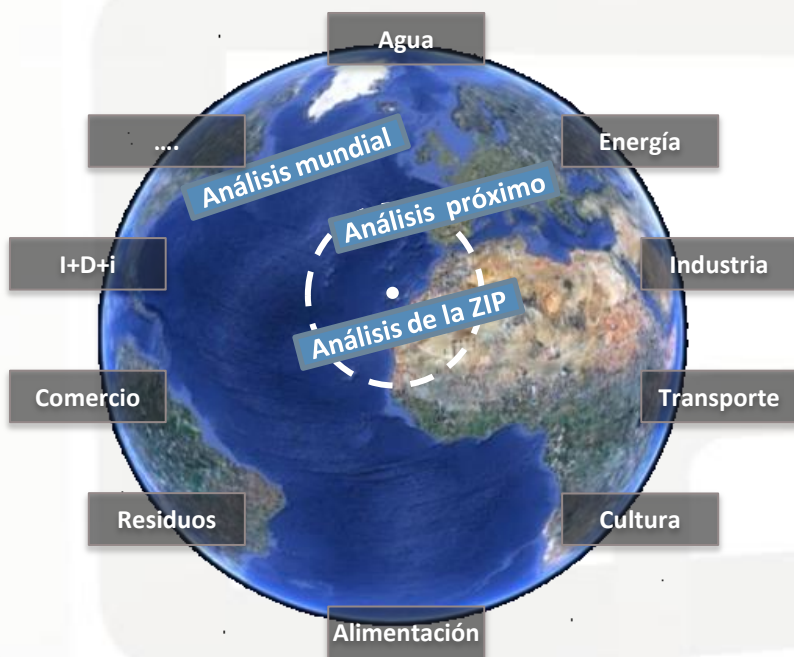 Agua
....
Energía
Análisis mundial
Análisis próximo
I+D+i
Industria
Análisis de la ZIP
Comercio
Transporte
Residuos
Cultura
Alimentación